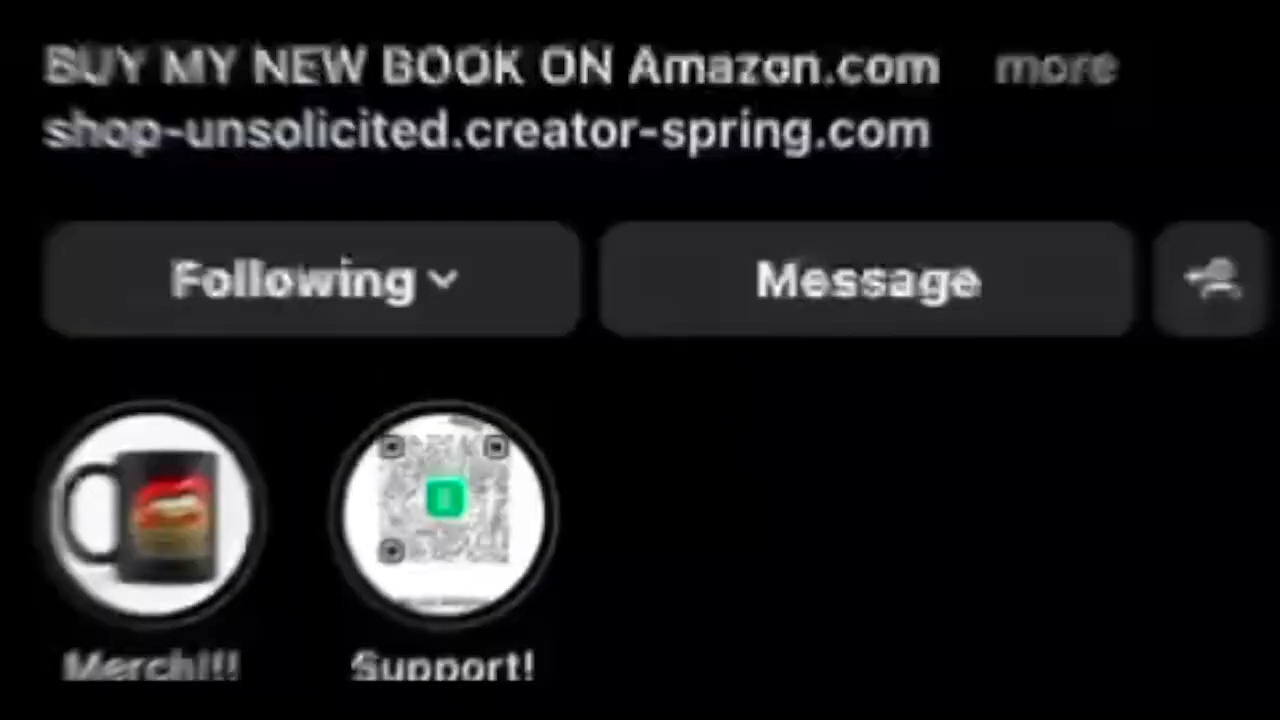 BUY MY NEW BOOK ON Amazon.com more
shop-unsolicited.creator-spring.com
Following
Message
Merch!!!
Support!